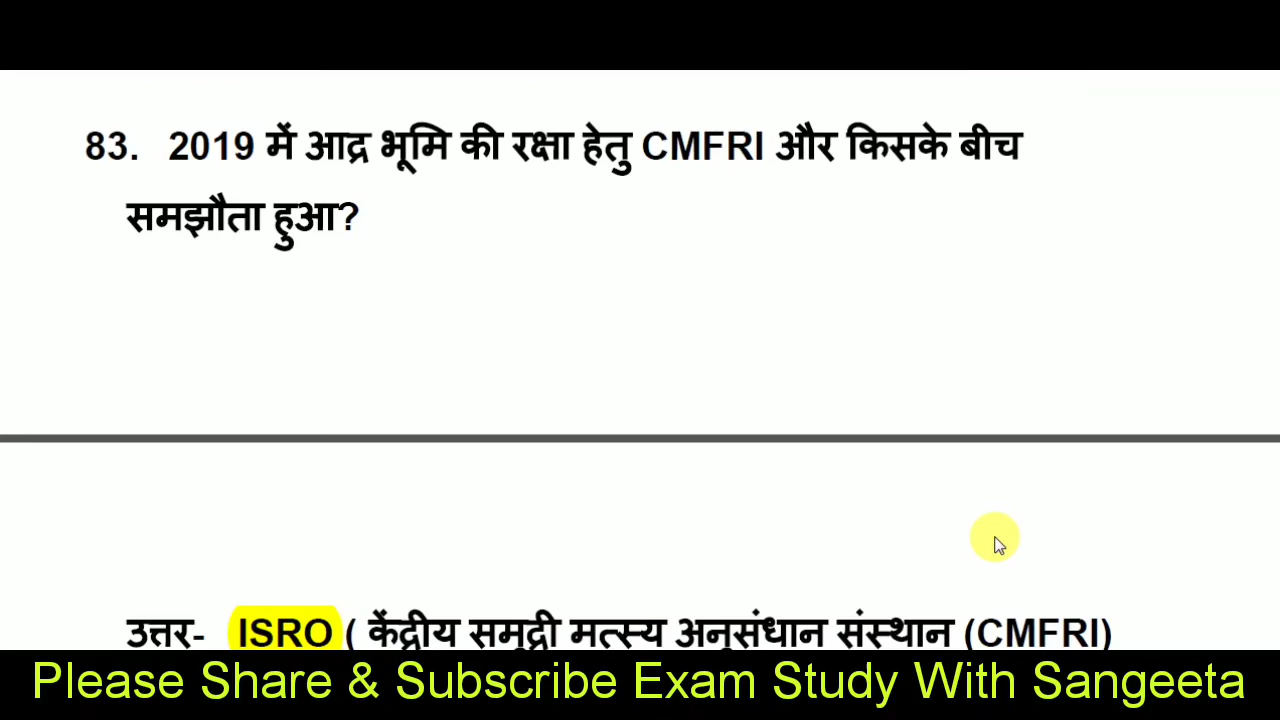 83. 2019 में आद्र भूमि की रक्षा हेतु CMFRI और किसके बीच
समझौता हुआ?
उत्तर- ISRO ( केंद्रीय समुद्री मत्स्य अनुसंधान संस्थान (CMFRI)
Please Share & Subscribe Exam Study With Sangeeta